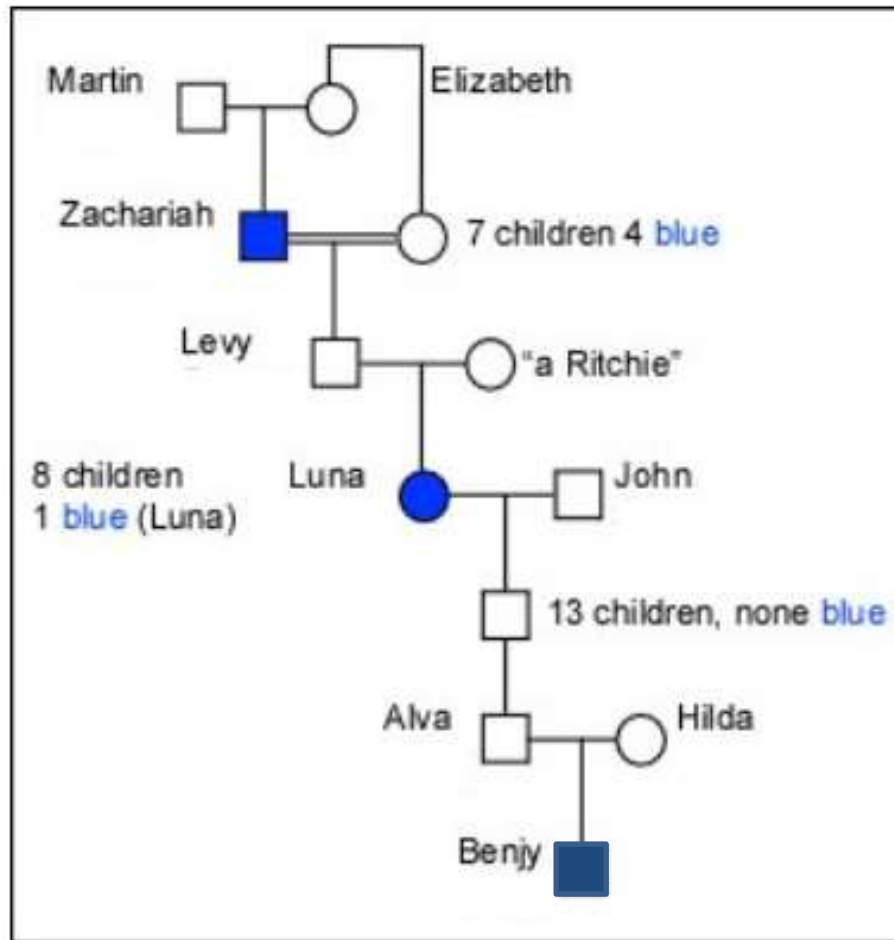 Martin
Elizabeth
Zachariah
7 children 4 blue
Levy
“a Ritchie”
8 children
1 blue (Luna)
Luna
John
13 children, none blue
Alva
Hilda
Benjy